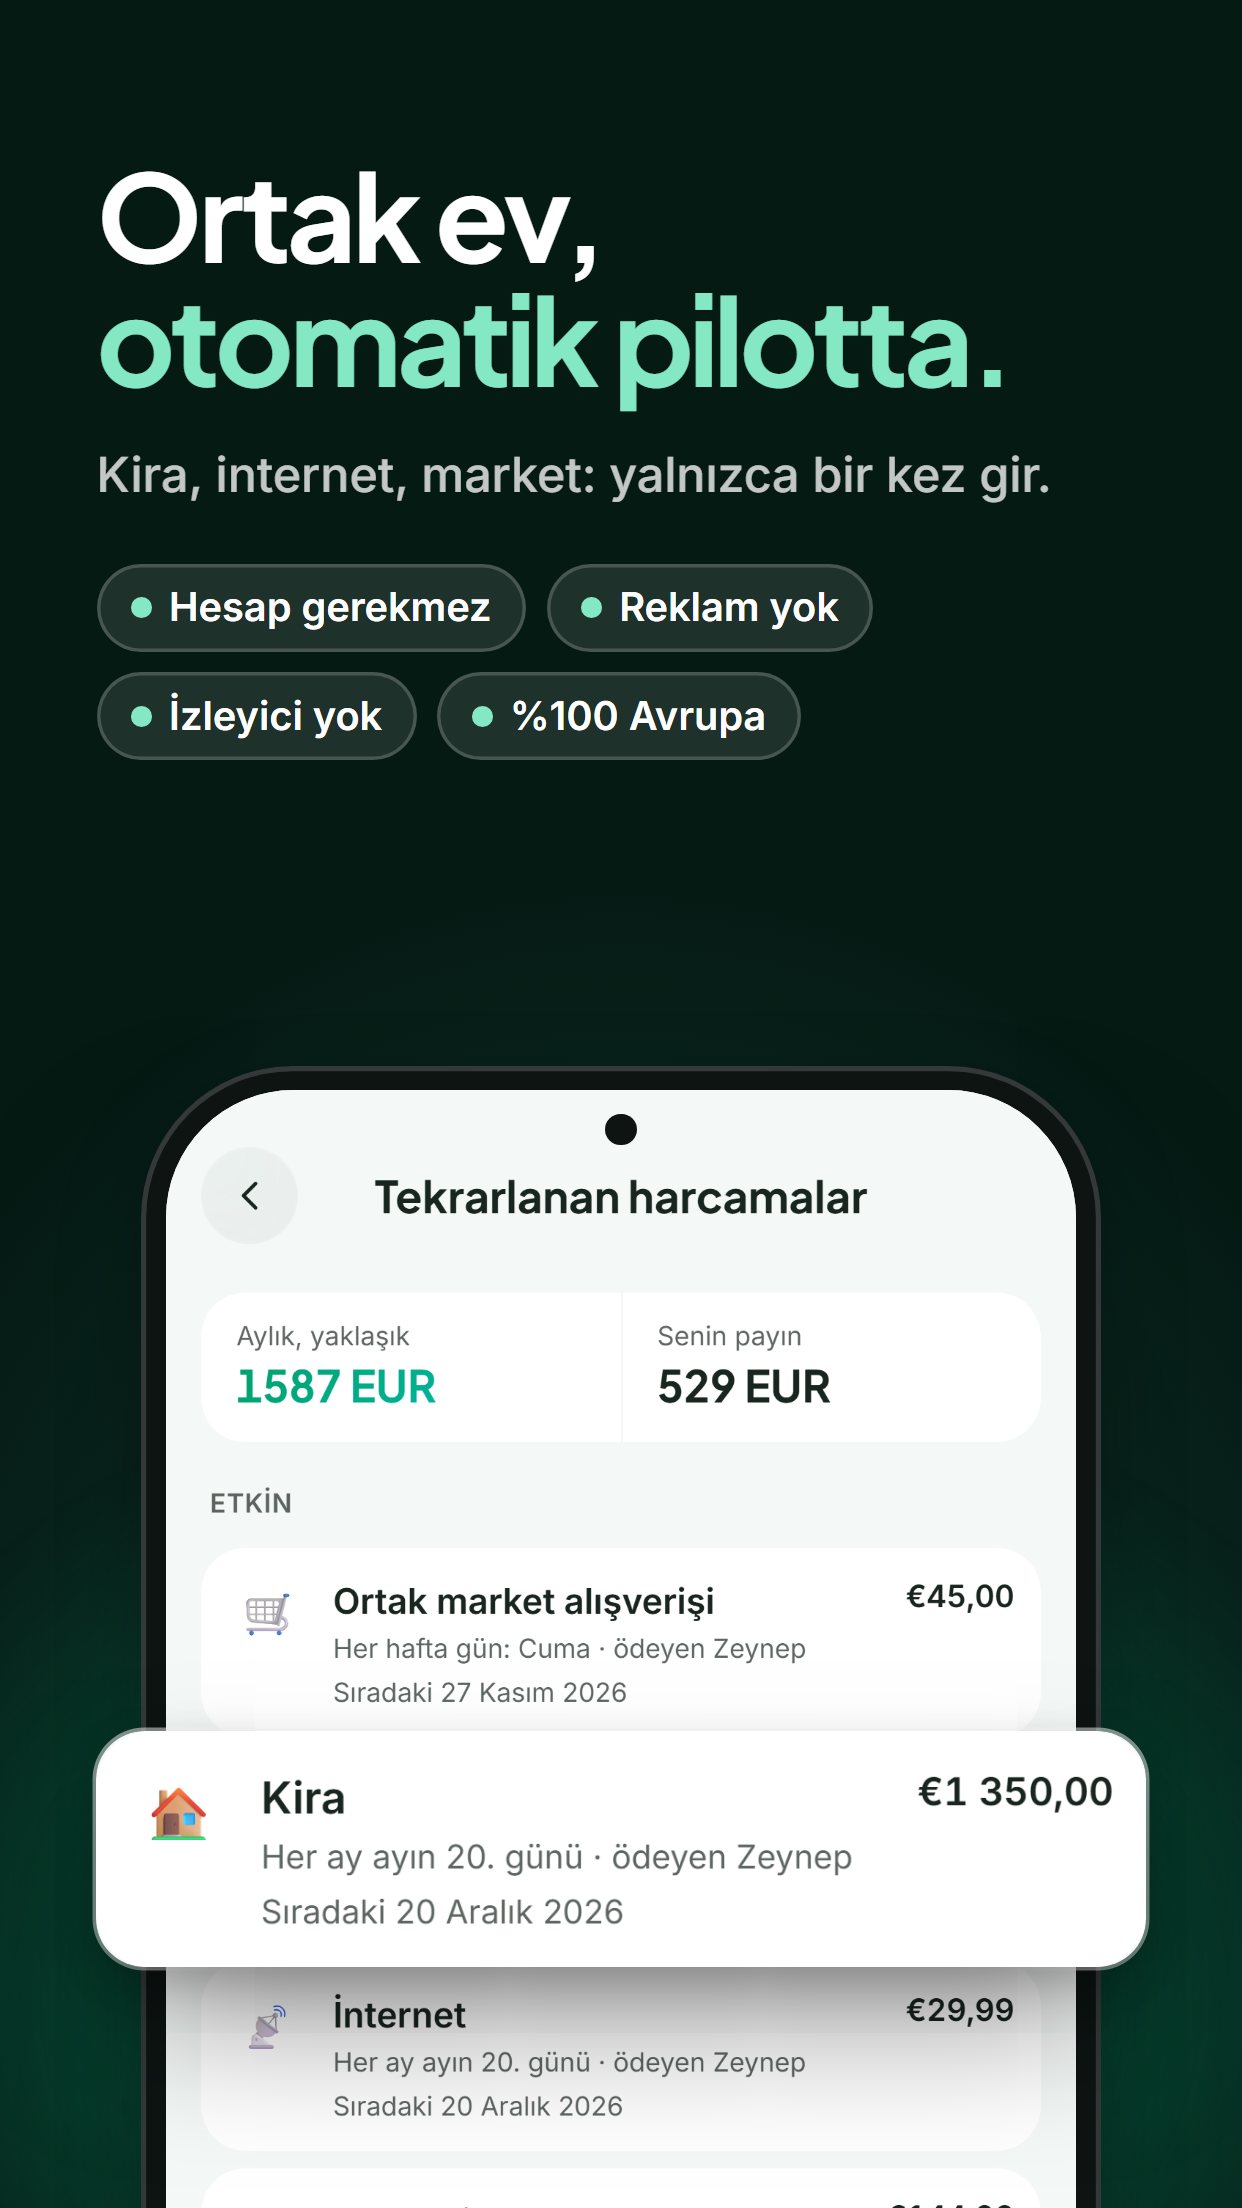 Ortak ev,
otomatik pilotta.
Kira, internet, market: yalnızca bir kez gir.
Hesap gerekmez
Reklam yok
İzleyici yok
%100 Avrupa
Tekrarlanan harcamalar
Aylık, yaklaşık
1587 EUR
Senin payın
529 EUR
ETKİN
Ortak market alışverişi
€45,00
Her hafta gün: Cuma · ödeyen Zeynep
Sıradaki 27 Kasım 2026
Kira
€1 350,00
Her ay ayın 20. günü · ödeyen Zeynep
Sıradaki 20 Aralık 2026
İnternet
€29,99
Her ay ayın 20. günü · ödeyen Zeynep
Sıradaki 20 Aralık 2026